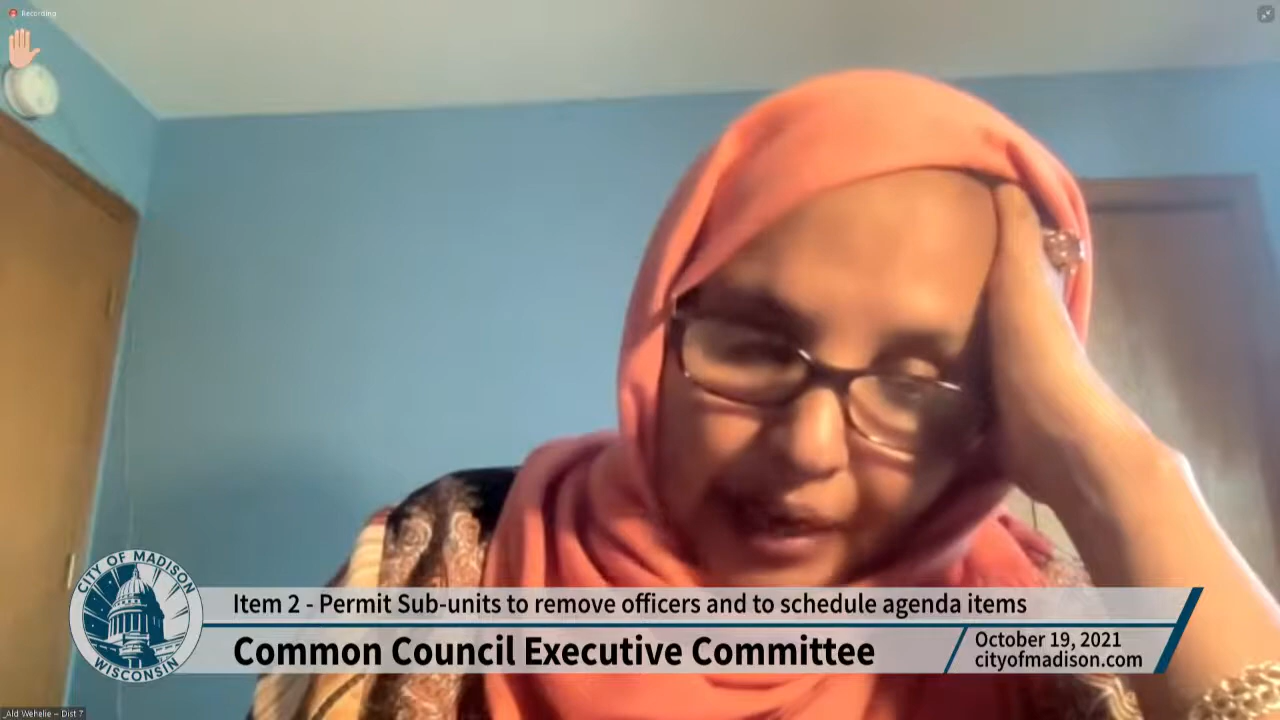 Recording
CITY OF MADISON
WISCONSIN
Item 2 - Permit Sub-units to remove officers and to schedule agenda items
Common Council Executive Committee
October 19, 2021
cityofmadison.com
_Ald Wehelie – Dist 7